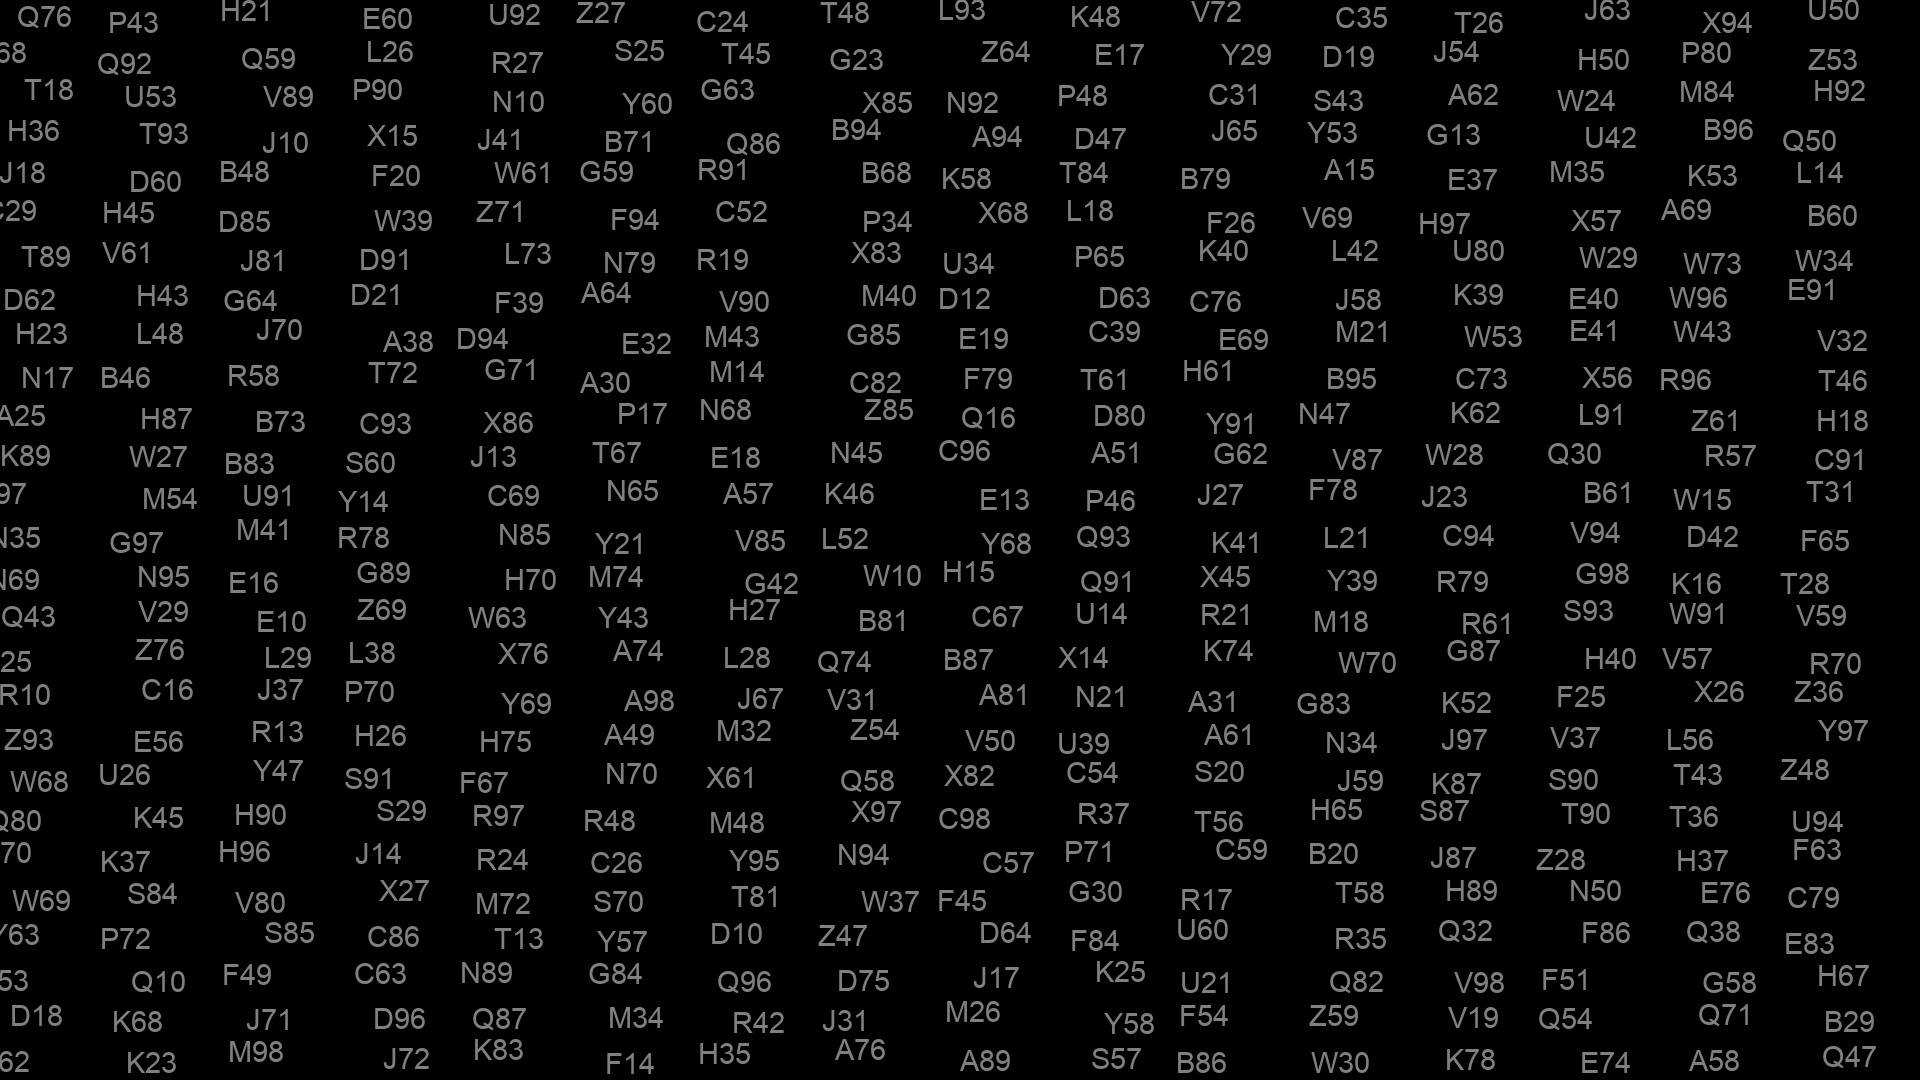 Q76 P43 H21 E60 U92 Z27 C24 T48 L93 K48 V72 C35 T26 J63 X94 U50
68 Q92 Q59 L26 R27 S25 T45 G23 Z64 E17 Y29 D19 J54 H50 P80 Z53
T18 U53 V89 P90 N10 Y60 G63 X85 N92 P48 C31 S43 A62 W24 M84 H92
H36 T93 J10 X15 J41 B71 Q86 B94 A94 D47 J65 Y53 G13 U42 B96 Q50
J18 D60 B48 F20 W61 G59 R91 B68 K58 T84 B79 A15 E37 M35 K53 L14
C29 H45 D85 W39 Z71 F94 C52 P34 X68 L18 F26 V69 H97 X57 A69 B60
T89 V61 J81 D91 L73 N79 R19 X83 U34 P65 K40 L42 U80 W29 W73 W34
D62 H43 G64 D21 F39 A64 V90 M40 D12 D63 C76 J58 K39 E40 W96 E91
H23 L48 J70 A38 D94 E32 M43 G85 E19 C39 E69 M21 W53 E41 W43 V32
N17 B46 R58 T72 G71 A30 M14 C82 F79 T61 H61 B95 C73 X56 R96 T46
A25 H87 B73 C93 X86 P17 N68 Z85 Q16 D80 Y91 N47 K62 L91 Z61 H18
K89 W27 B83 S60 J13 T67 E18 N45 C96 A51 G62 V87 W28 Q30 R57 C91
97 M54 U91 Y14 C69 N65 A57 K46 E13 P46 J27 F78 J23 B61 W15 T31
N35 G97 M41 R78 N85 Y21 V85 L52 Y68 Q93 K41 L21 C94 V94 D42 F65
N69 N95 E16 G89 H70 M74 G42 W10 H15 Q91 X45 Y39 R79 G98 K16 T28
Q43 V29 E10 Z69 W63 Y43 H27 B81 C67 U14 R21 M18 R61 S93 W91 V59
25 Z76 L29 L38 X76 A74 L28 Q74 B87 X14 K74 W70 G87 H40 V57 R70
R10 C16 J37 P70 Y69 A98 J67 V31 A81 N21 A31 G83 K52 F25 X26 Z36
Z93 E56 R13 H26 H75 A49 M32 Z54 V50 U39 A61 N34 J97 V37 L56 Y97
W68 U26 Y47 S91 F67 N70 X61 Q58 X82 C54 S20 J59 K87 S90 T43 Z48
Q80 K45 H90 S29 R97 R48 M48 X97 C98 R37 T56 H65 S87 T90 T36 U94
70 K37 H96 J14 R24 C26 Y95 N94 C57 P71 C59 B20 J87 Z28 H37 F63
W69 S84 V80 X27 M72 S70 T81 W37 F45 G30 R17 T58 H89 N50 E76 C79
Y63 P72 S85 C86 T13 Y57 D10 Z47 D64 F84 U60 R35 Q32 F86 Q38 E83
53 Q10 F49 C63 N89 G84 Q96 D75 J17 K25 U21 Q82 V98 F51 G58 H67
D18 K68 J71 D96 Q87 M34 R42 J31 M26 Y58 F54 Z59 V19 Q54 Q71 B29
62 K23 M98 J72 K83 F14 H35 A76 A89 S57 B86 W30 K78 E74 A58 Q47